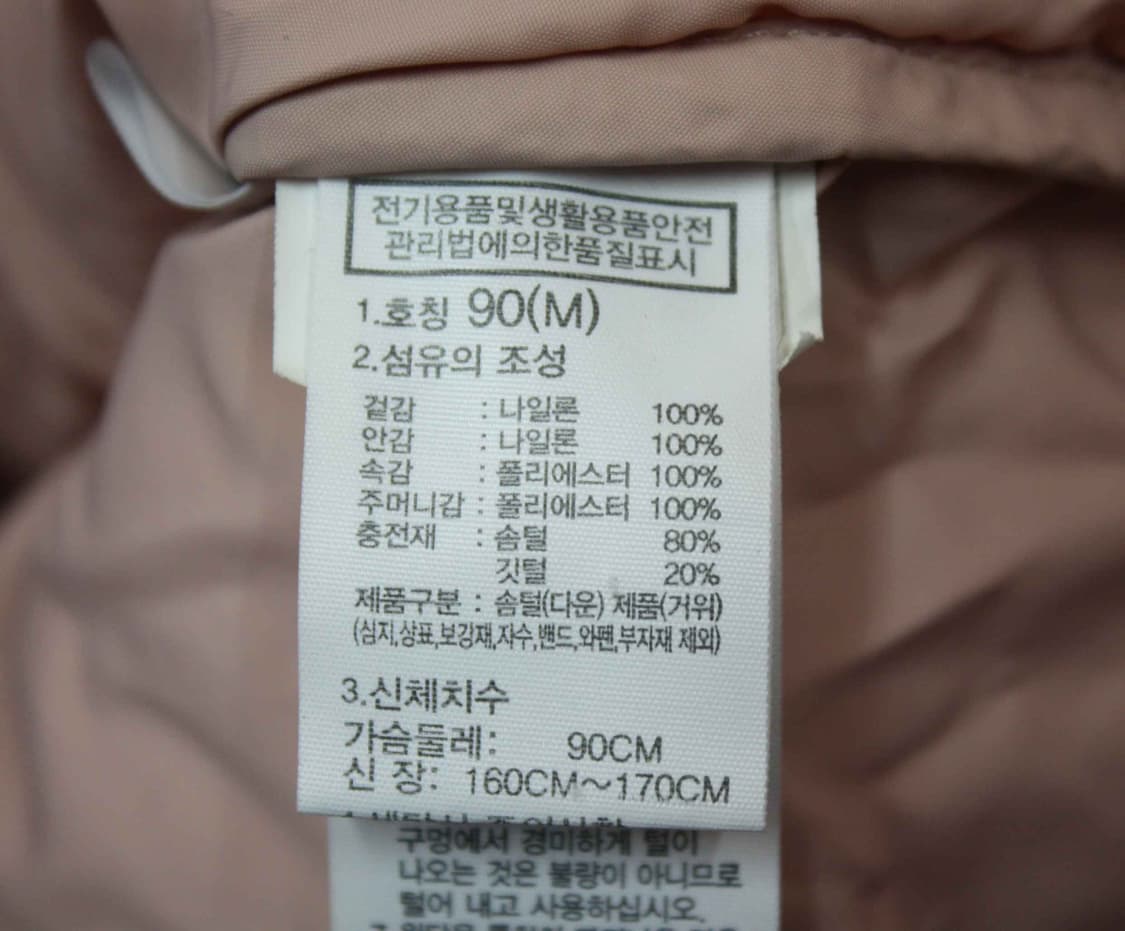 전기용품및생활용품안전
관리법에의한품질표시
1.호칭 90(M)
2.섬유의 조성
겉감 : 나일론 100%
안감 : 나일론 100%
속감 : 폴리에스터 100%
주머니감 : 폴리에스터 100%
충전재 : 솜털 80%
깃털 20%
제품구분 : 솜털(다운) 제품(거위)
(심지,상표,보강재,자수,밴드,와펜,부자재 제외)
3.신체치수
가슴둘레: 90CM
신 장: 160CM~170CM
구멍에서 경미하게 털이
나오는 것은 불량이 아니므로
털어 내고 사용하십시오.